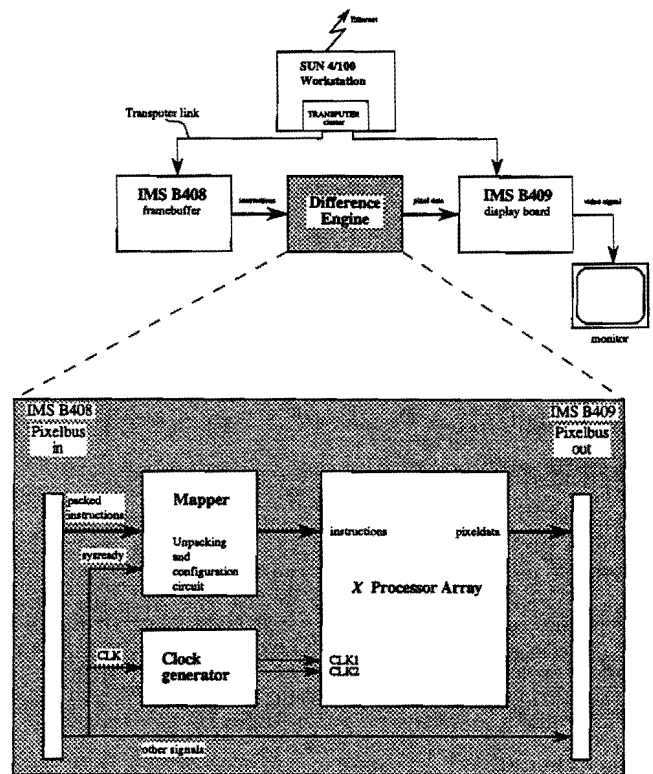 Ethernet
SUN 4/100
Workstation
TRANSPUTER
cluster
Transputer link
IMS B408
framebuffer
instructions
Difference
Engine
pixel data
IMS B409
display board
video signal
monitor
IMS B408
Pixelbus
in
IMS B409
Pixelbus
out
packed
instructions
Mapper
Unpacking
and
configuration
circuit
sysready
instructions
pixeldata
X Processor Array
CLK
Clock
generator
CLK1
CLK2
other signals